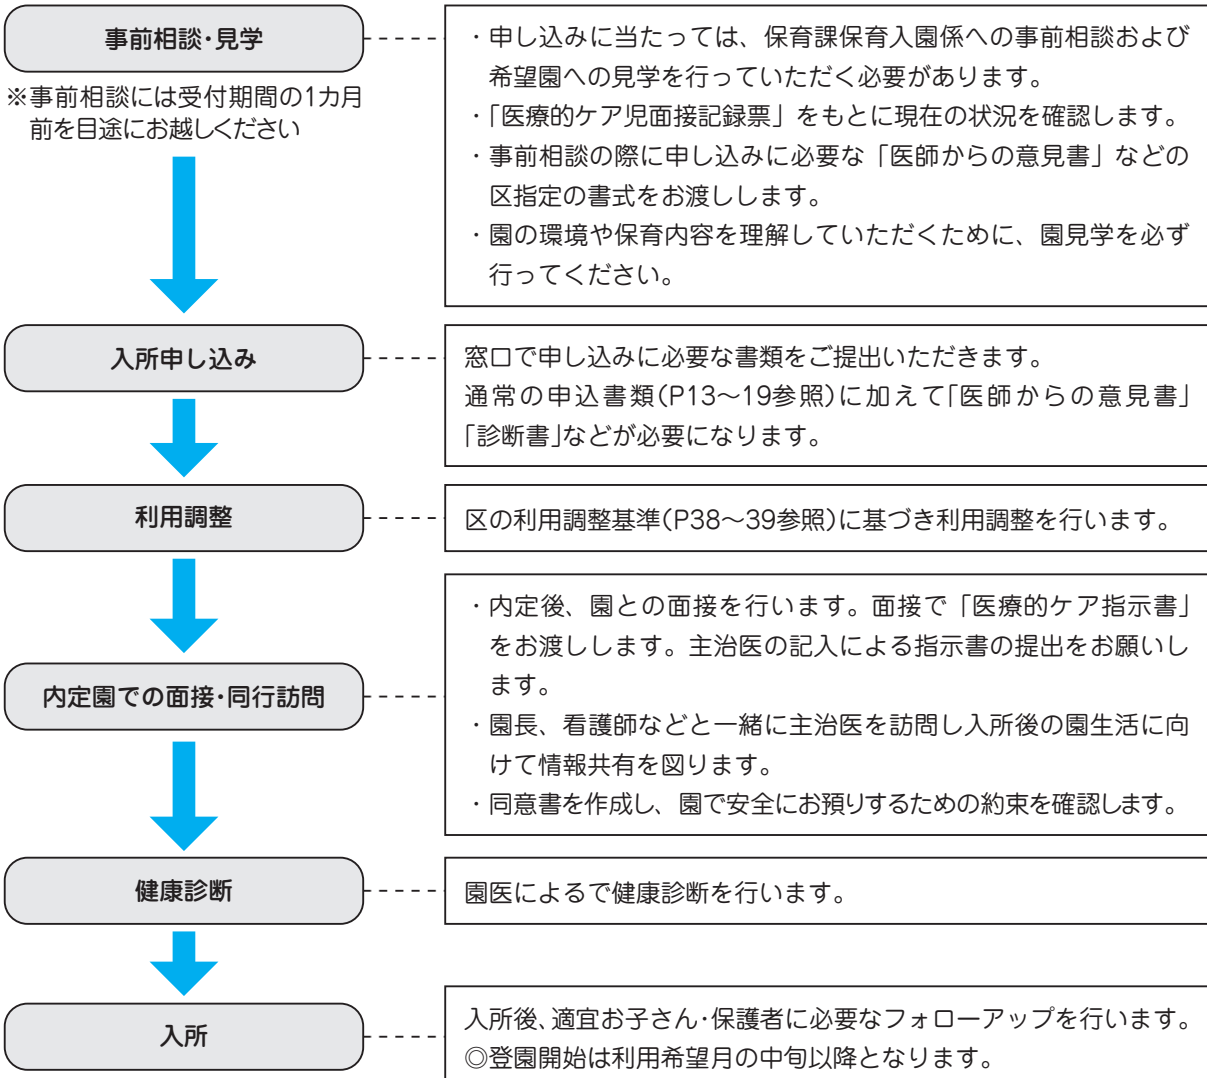 事前相談・見学
※事前相談には受付期間の1カ月
前を目途にお越しください
・申し込みに当たっては、保育課保育入園係への事前相談および
希望園への見学を行っていただく必要があります。
・「医療的ケア児面接記録票」をもとに現在の状況を確認します。
・事前相談の際に申し込みに必要な「医師からの意見書」などの
区指定の書式をお渡しします。
・園の環境や保育内容を理解していただくために、園見学を必ず
行ってください。
入所申し込み
窓口で申し込みに必要な書類をご提出いただきます。
通常の申込書類(P13～19参照)に加えて「医師からの意見書」
「診断書」などが必要になります。
利用調整
区の利用調整基準(P38～39参照)に基づき利用調整を行います。
内定園での面接・同行訪問
・内定後、園との面接を行います。面接で「医療的ケア指示書」
をお渡しします。主治医の記入による指示書の提出をお願いし
ます。
・園長、看護師などと一緒に主治医を訪問し入所後の園生活に向
けて情報共有を図ります。
・同意書を作成し、園で安全にお預りするための約束を確認します。
健康診断
園医によるで健康診断を行います。
入所
入所後、適宜お子さん・保護者に必要なフォローアップを行います。
◎登園開始は利用希望月の中旬以降となります。